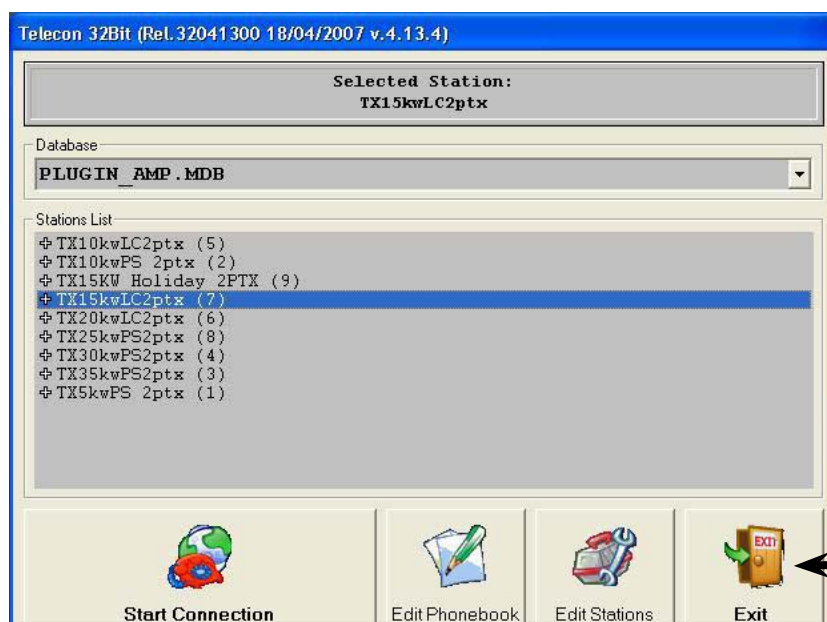 Telecon 32Bit (Rel.32041300 18/04/2007 v.4.13.4)
Selected Station:
TX15kwLC2ptx
Database
PLUGIN_AMP.MDB
Stations List
TX10kwLC2ptx (5)
TX10kwPS 2ptx (2)
TX15KW Holiday 2PTX (9)
TX15kwLC2ptx (7)
TX20kwLC2ptx (6)
TX25kwPS2ptx (8)
TX30kwPS2ptx (4)
TX35kwPS2ptx (3)
TX5kwPS 2ptx (1)
EXIT
Start Connection
Edit Phonebook
Edit Stations
Exit